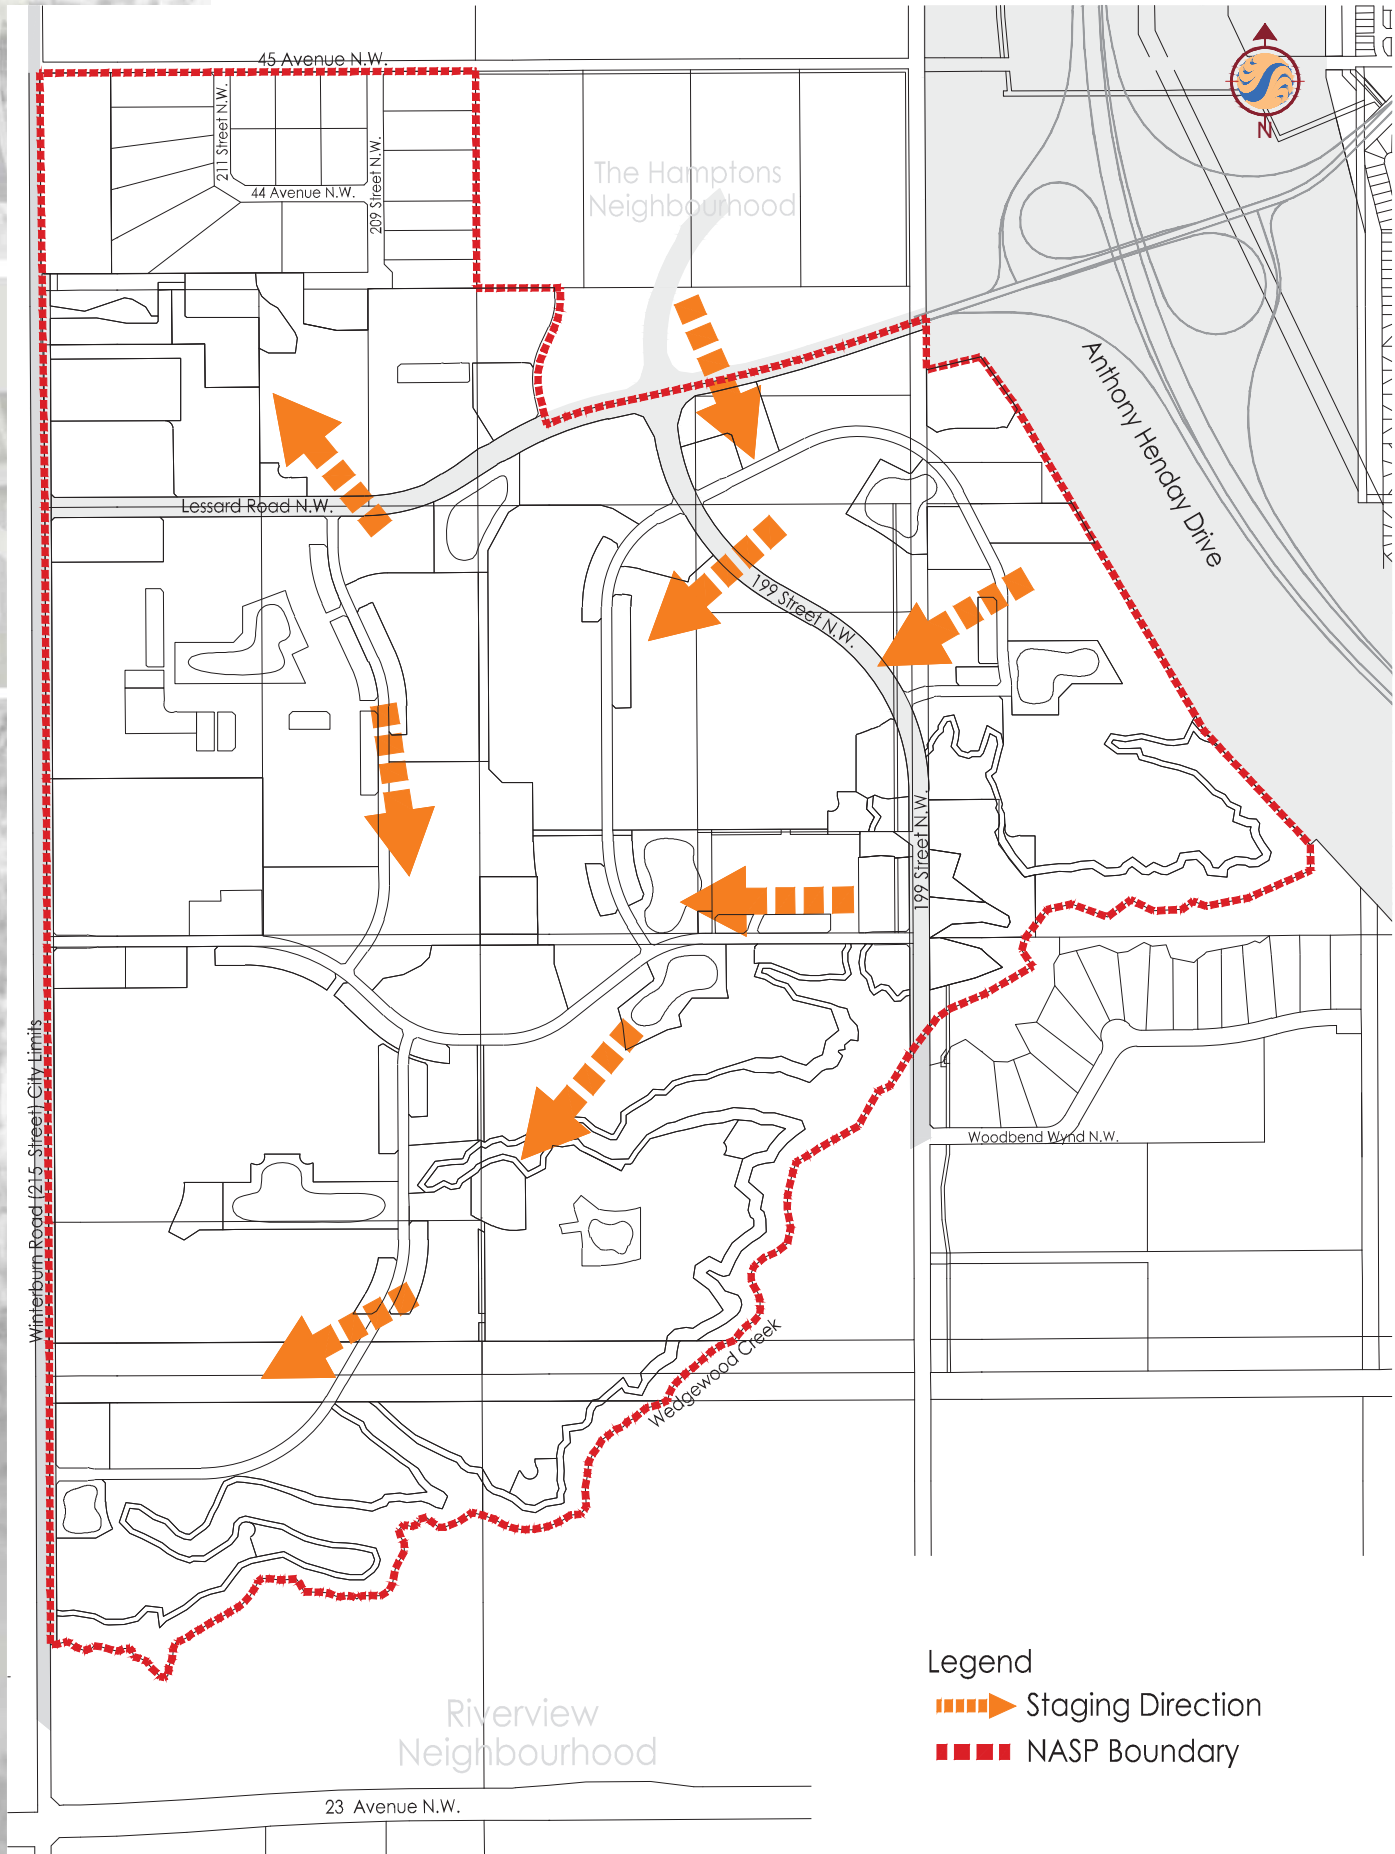 45 Avenue N.W.
211 Street N.W.
44 Avenue N.W.
209 Street N.W.
The Hamptons
Neighbourhood
N
Anthony Henday Drive
Lessard Road N.W.
199 Street N.W.
199 Street N.W.
Winterburn Road (215 Street) City Limits
Woodbend Wynd N.W.
Wedgewood Creek
Legend
Staging Direction
NASP Boundary
Riverview
Neighbourhood
23 Avenue N.W.